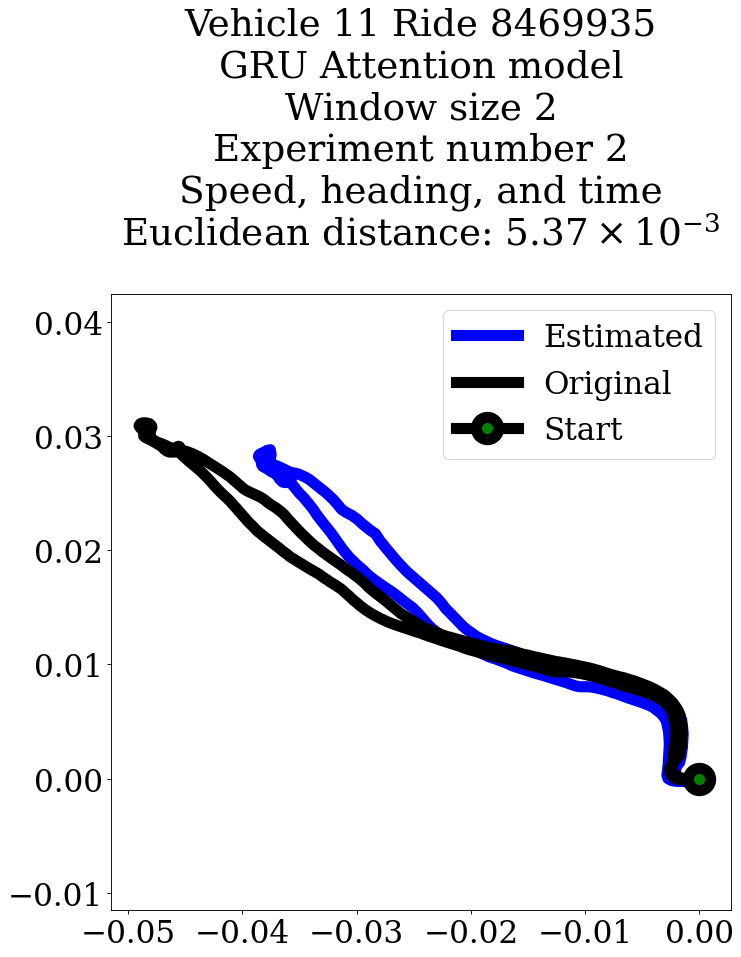 Vehicle 11 Ride 8469935
GRU Attention model
Window size 2
Experiment number 2
Speed, heading, and time
Euclidean distance: 5.37 × 10⁻³
Estimated
Original
Start
0.04
0.03
0.02
0.01
0.00
−0.01
−0.05 −0.04 −0.03 −0.02 −0.01 0.00